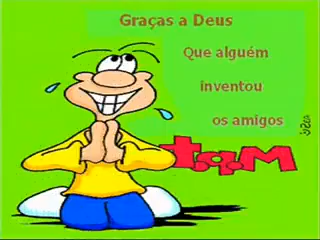 Graças a Deus
Que alguém
inventou
os amigos
t.q.M